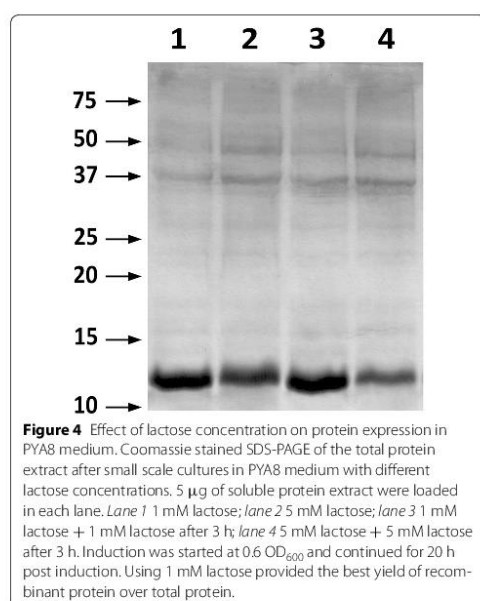 1 2 3 4
75
50
37
25
20
15
10
Figure 4 Effect of lactose concentration on protein expression in
PYA8 medium. Coomassie stained SDS-PAGE of the total protein
extract after small scale cultures in PYA8 medium with different
lactose concentrations. 5 μg of soluble protein extract were loaded
in each lane. Lane 1 1 mM lactose; lane 2 5 mM lactose; lane 3 1 mM
lactose + 1 mM lactose after 3 h; lane 4 5 mM lactose + 5 mM lactose
after 3 h. Induction was started at 0.6 OD₆₀₀ and continued for 20 h
post induction. Using 1 mM lactose provided the best yield of recom-
binant protein over total protein.